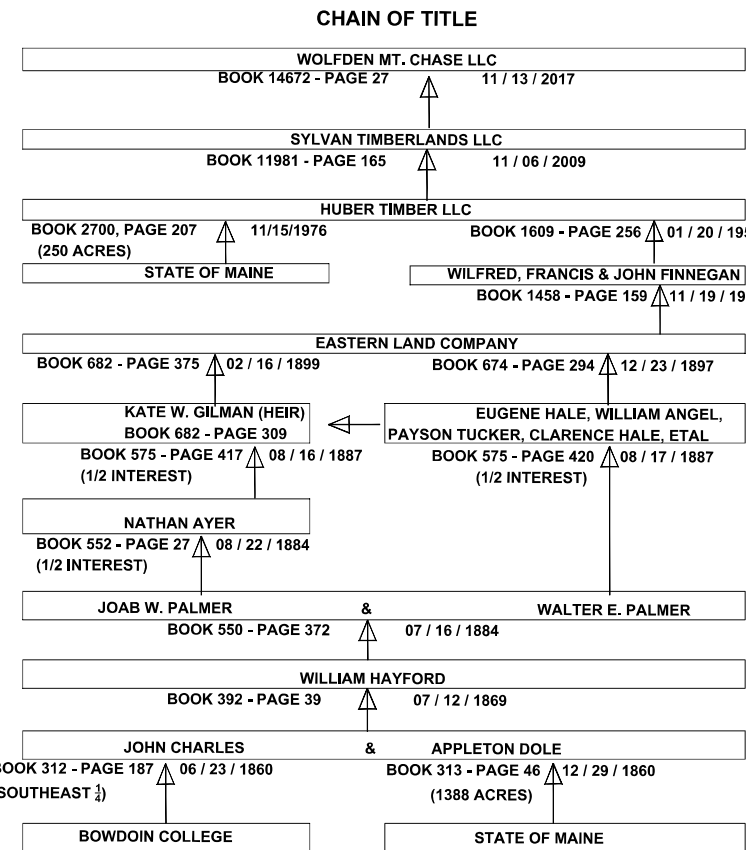 CHAIN OF TITLE
WOLFDEN MT. CHASE LLC
BOOK 14672 - PAGE 27 11 / 13 / 2017
SYLVAN TIMBERLANDS LLC
BOOK 11981 - PAGE 165 11 / 06 / 2009
HUBER TIMBER LLC
BOOK 2700, PAGE 207 11/15/1976 BOOK 1609 - PAGE 256 01 / 20 /
(250 ACRES)
STATE OF MAINE WILFRED, FRANCIS & JOHN FINNEGAN
BOOK 1458 - PAGE 159 11 / 19 / 19
EASTERN LAND COMPANY
BOOK 682 - PAGE 375 02 / 16 / 1899 BOOK 674 - PAGE 294 12 / 23 / 1897
KATE W. GILMAN (HEIR) EUGENE HALE, WILLIAM ANGEL,
BOOK 682 - PAGE 309 PAYSON TUCKER, CLARENCE HALE, ETAL
BOOK 575 - PAGE 417 08 / 16 / 1887 BOOK 575 - PAGE 420 08 / 17 / 1887
(1/2 INTEREST) (1/2 INTEREST)
NATHAN AYER
BOOK 552 - PAGE 27 08 / 22 / 1884
(1/2 INTEREST)
JOAB W. PALMER & WALTER E. PALMER
BOOK 550 - PAGE 372 07 / 16 / 1884
WILLIAM HAYFORD
BOOK 392 - PAGE 39 07 / 12 / 1869
JOHN CHARLES & APPLETON DOLE
BOOK 312 - PAGE 187 06 / 23 / 1860 BOOK 313 - PAGE 46 12 / 29 / 1860
SOUTHEAST ¼) (1388 ACRES)
BOWDOIN COLLEGE STATE OF MAINE